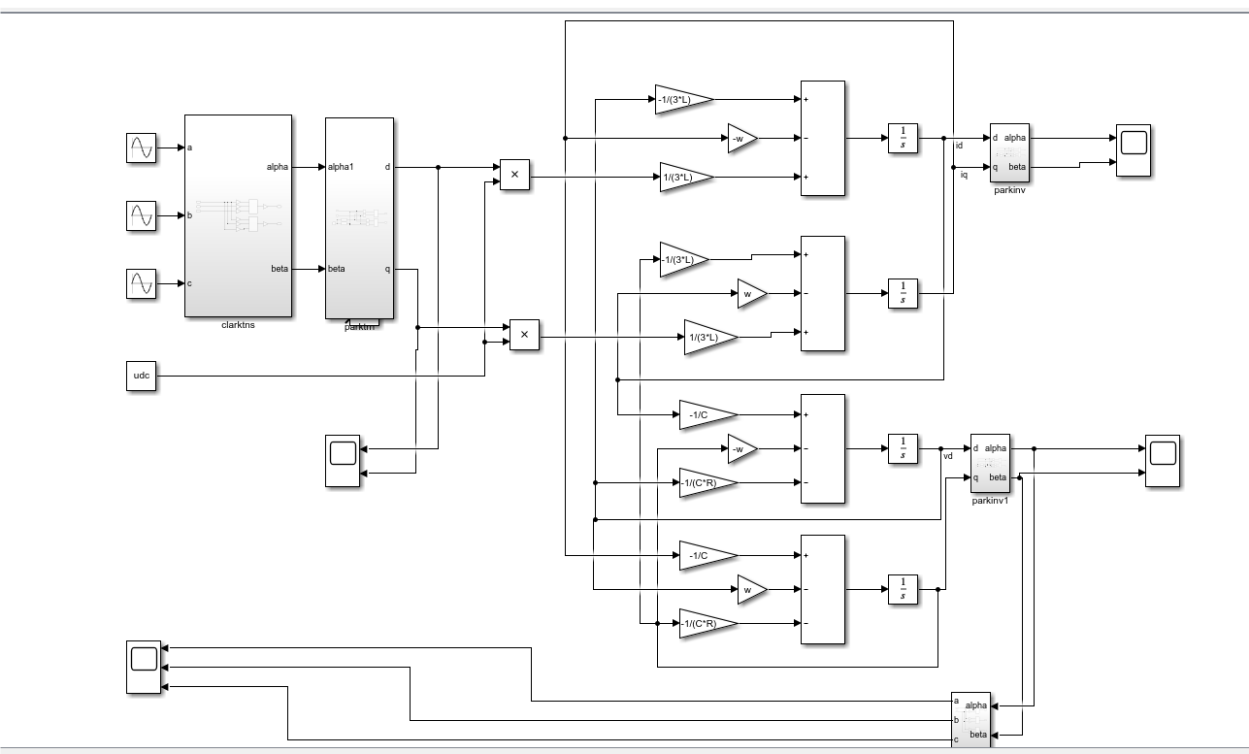 a
b
c
alpha
beta
clarktns
alpha1
beta
d
q
udc
×
×
-1/(3*L)
-w
1/(3*L)
+
−
+
1
s
id
iq
d
q
alpha
beta
parkinv
-1/(3*L)
w
1/(3*L)
+
−
+
1
s
-1/C
-w
-1/(C*R)
+
−
−
1
s
vd
d
q
alpha
beta
parkinv1
-1/C
w
-1/(C*R)
+
−
−
1
s
a
b
c
alpha
beta